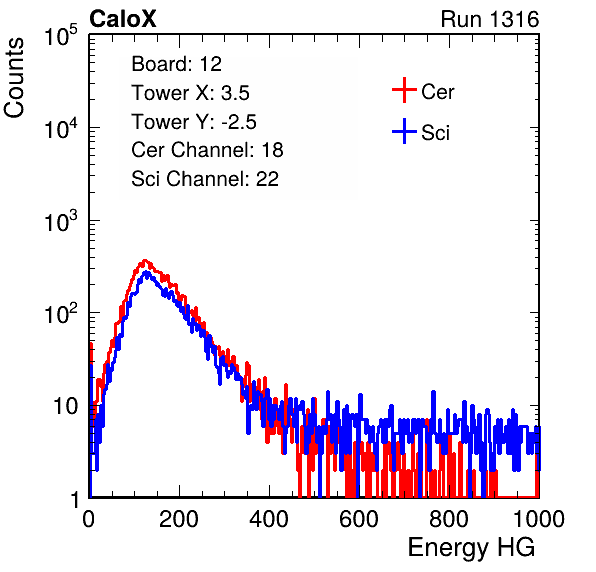 CaloX Run 1316
Counts
10^5
10^4
10^3
10^2
10
1
Board: 12
Tower X: 3.5
Tower Y: -2.5
Cer Channel: 18
Sci Channel: 22
Cer
Sci
0 200 400 600 800 1000
Energy HG